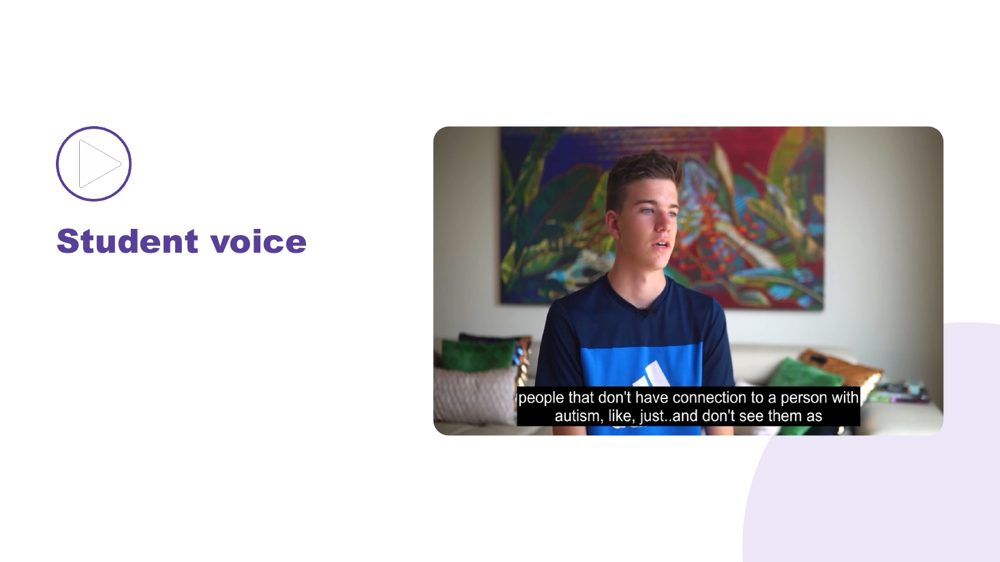 Student voice
people that don't have connection to a person with
autism, like, just..and don't see them as